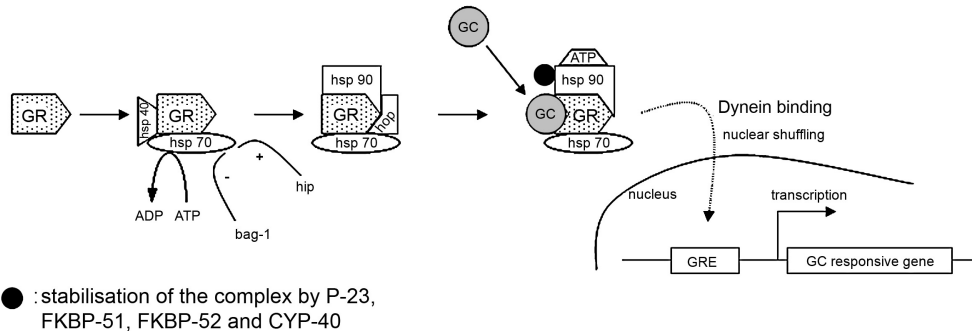 GC
ATP
hsp 90
hsp 90
GR
hsp 40
GR
GR
hop
GC
GR
hsp 70
hsp 70
hsp 70
Dynein binding
nuclear shuffling
+
-
hip
nucleus
transcription
ADP
ATP
bag-1
GRE
GC responsive gene
: stabilisation of the complex by P-23,
FKBP-51, FKBP-52 and CYP-40